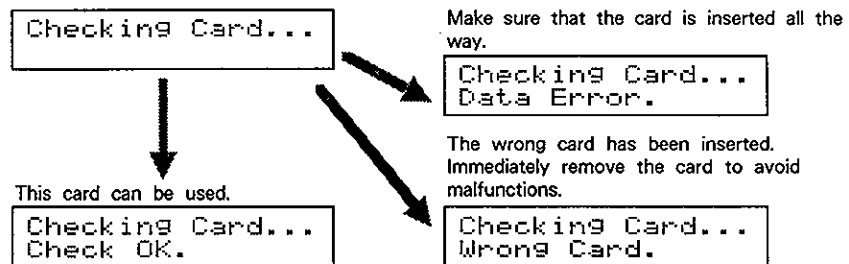 Checking Card...
Make sure that the card is inserted all the
way.
Checking Card...
Data Error.
The wrong card has been inserted.
Immediately remove the card to avoid
malfunctions.
This card can be used.
Checking Card...
Check OK.
Checking Card...
Wrong Card.